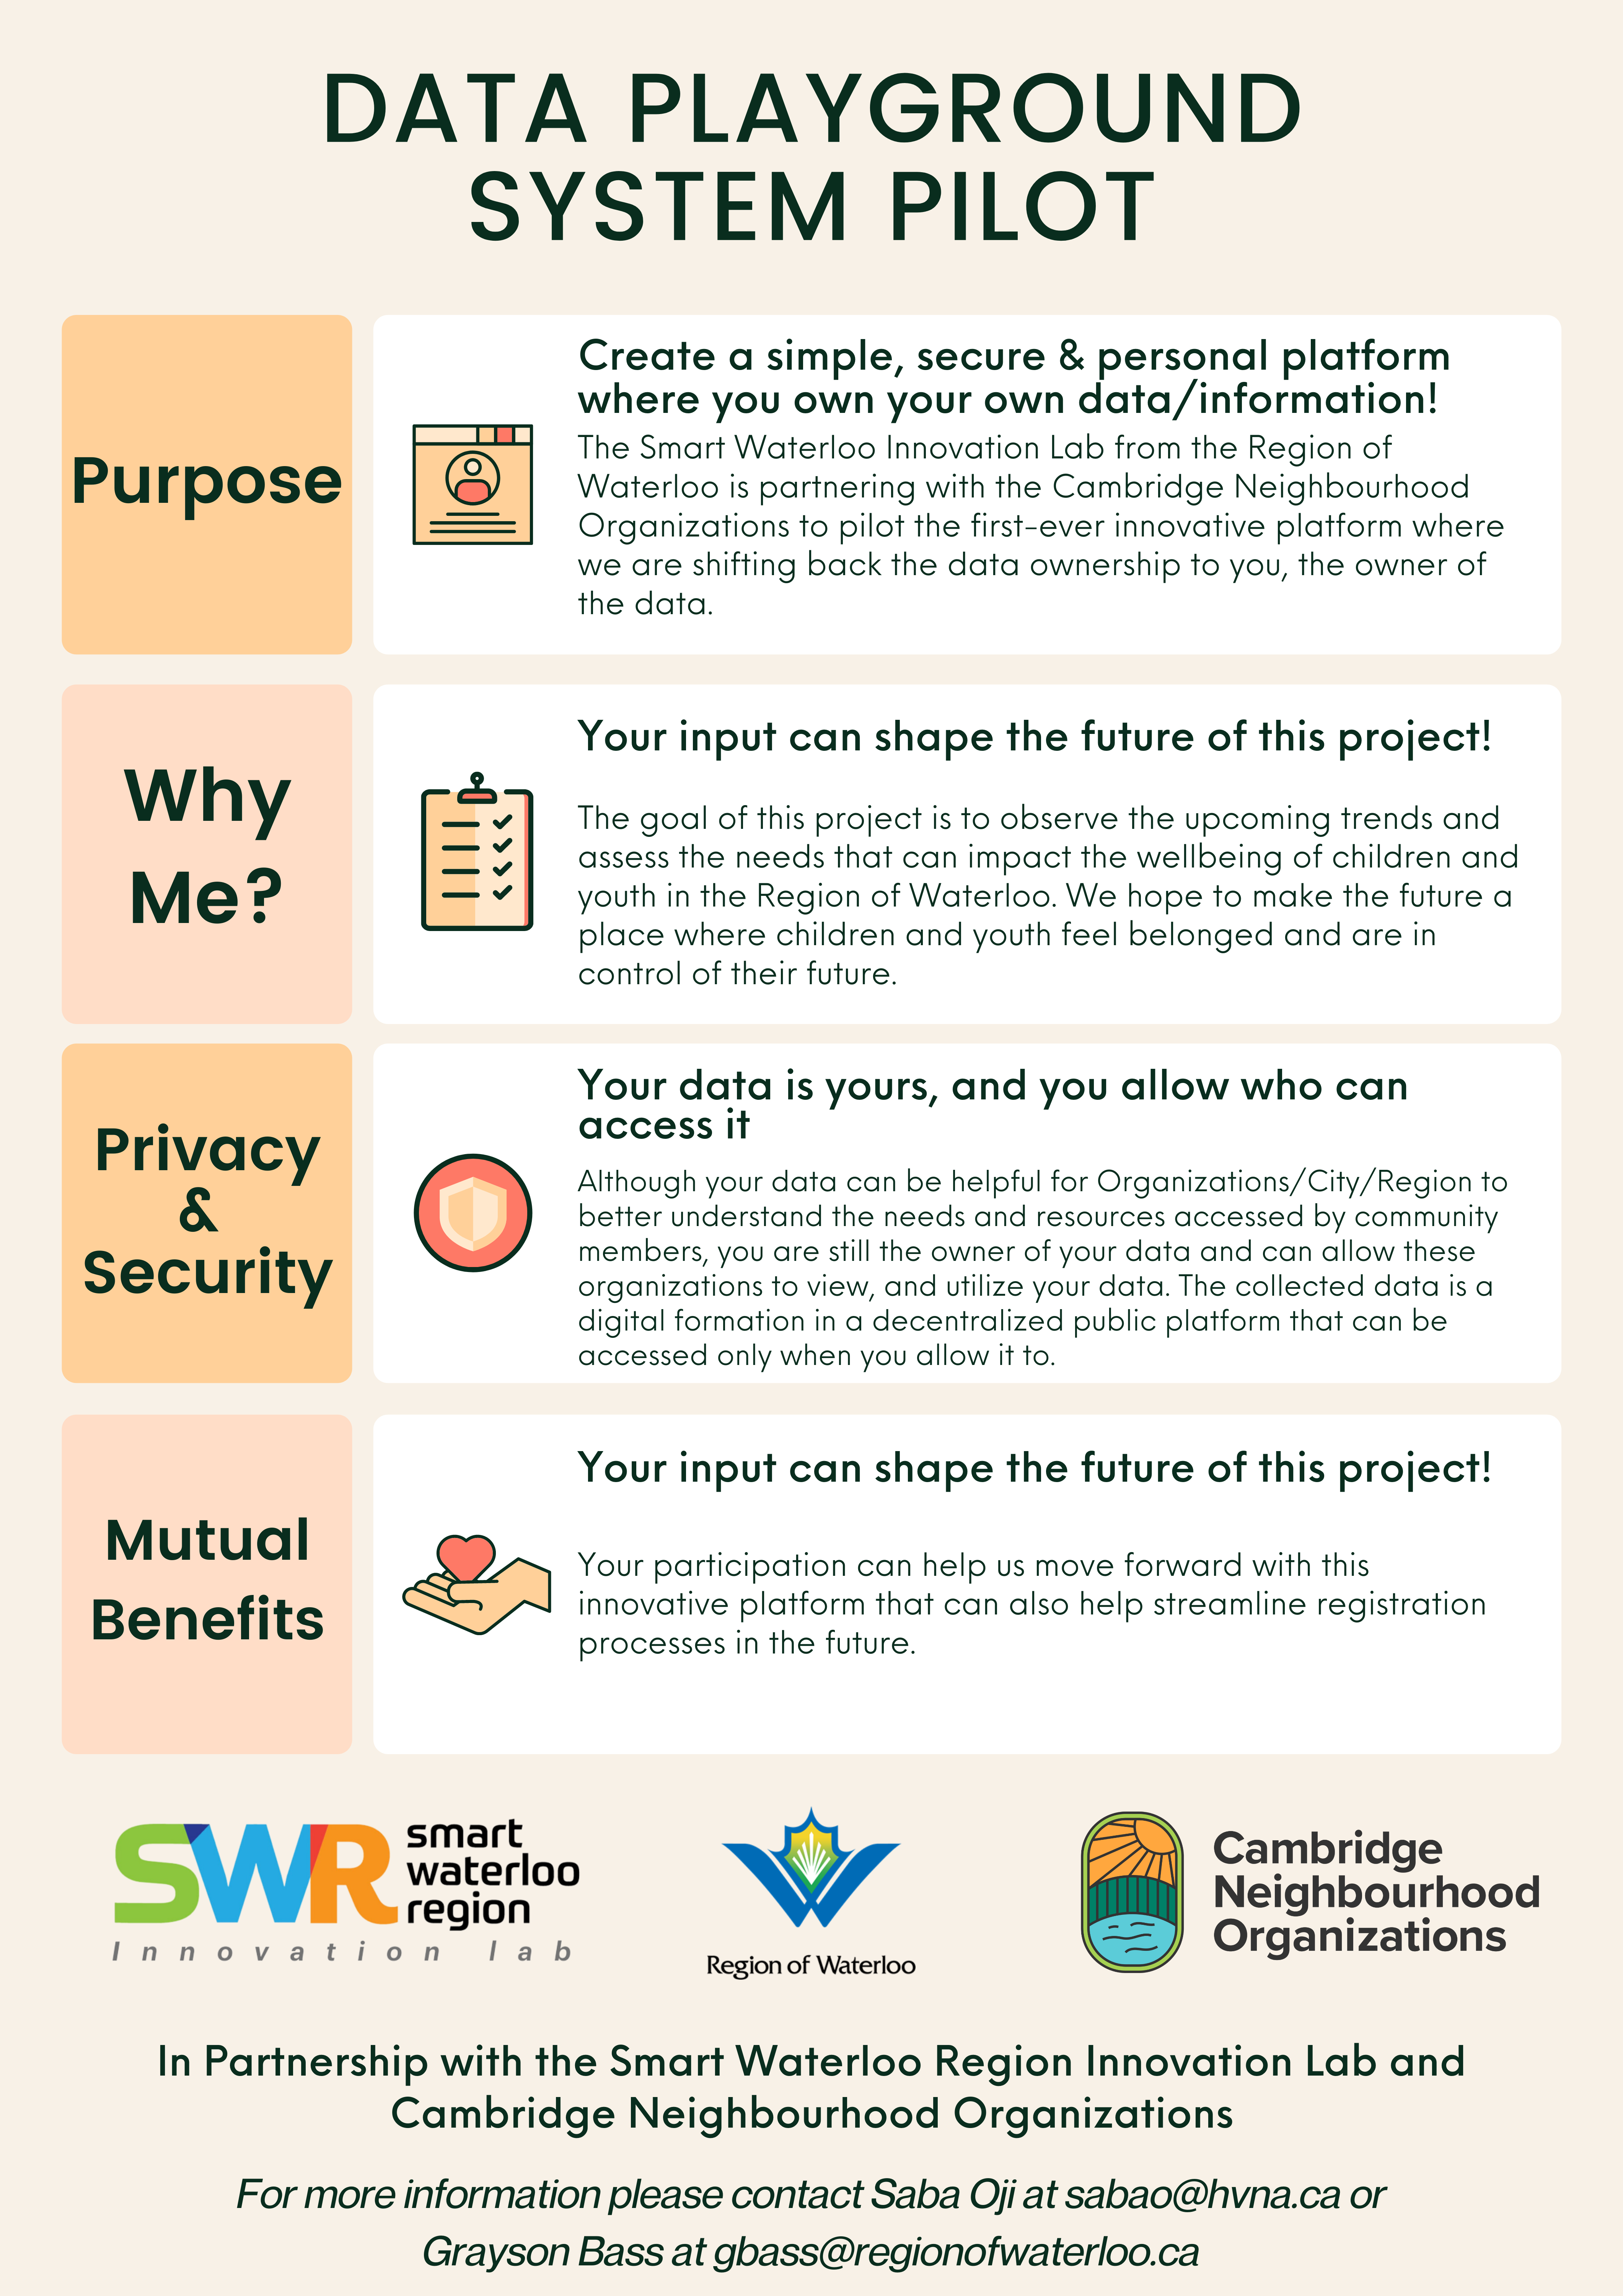 DATA PLAYGROUND
SYSTEM PILOT
Purpose
Create a simple, secure & personal platform
where you own your own data/information!
The Smart Waterloo Innovation Lab from the Region of
Waterloo is partnering with the Cambridge Neighbourhood
Organizations to pilot the first-ever innovative platform where
we are shifting back the data ownership to you, the owner of
the data.
Why
Me?
Your input can shape the future of this project!
The goal of this project is to observe the upcoming trends and
assess the needs that can impact the wellbeing of children and
youth in the Region of Waterloo. We hope to make the future a
place where children and youth feel belonged and are in
control of their future.
Privacy
&
Security
Your data is yours, and you allow who can
access it
Although your data can be helpful for Organizations/City/Region to
better understand the needs and resources accessed by community
members, you are still the owner of your data and can allow these
organizations to view, and utilize your data. The collected data is a
digital formation in a decentralized public platform that can be
accessed only when you allow it to.
Mutual
Benefits
Your input can shape the future of this project!
Your participation can help us move forward with this
innovative platform that can also help streamline registration
processes in the future.
SWR
smart
waterloo
region
Innovation lab
Region of Waterloo
Cambridge
Neighbourhood
Organizations
In Partnership with the Smart Waterloo Region Innovation Lab and
Cambridge Neighbourhood Organizations
For more information please contact Saba Oji at sabao@hvna.ca or
Grayson Bass at gbass@regionofwaterloo.ca